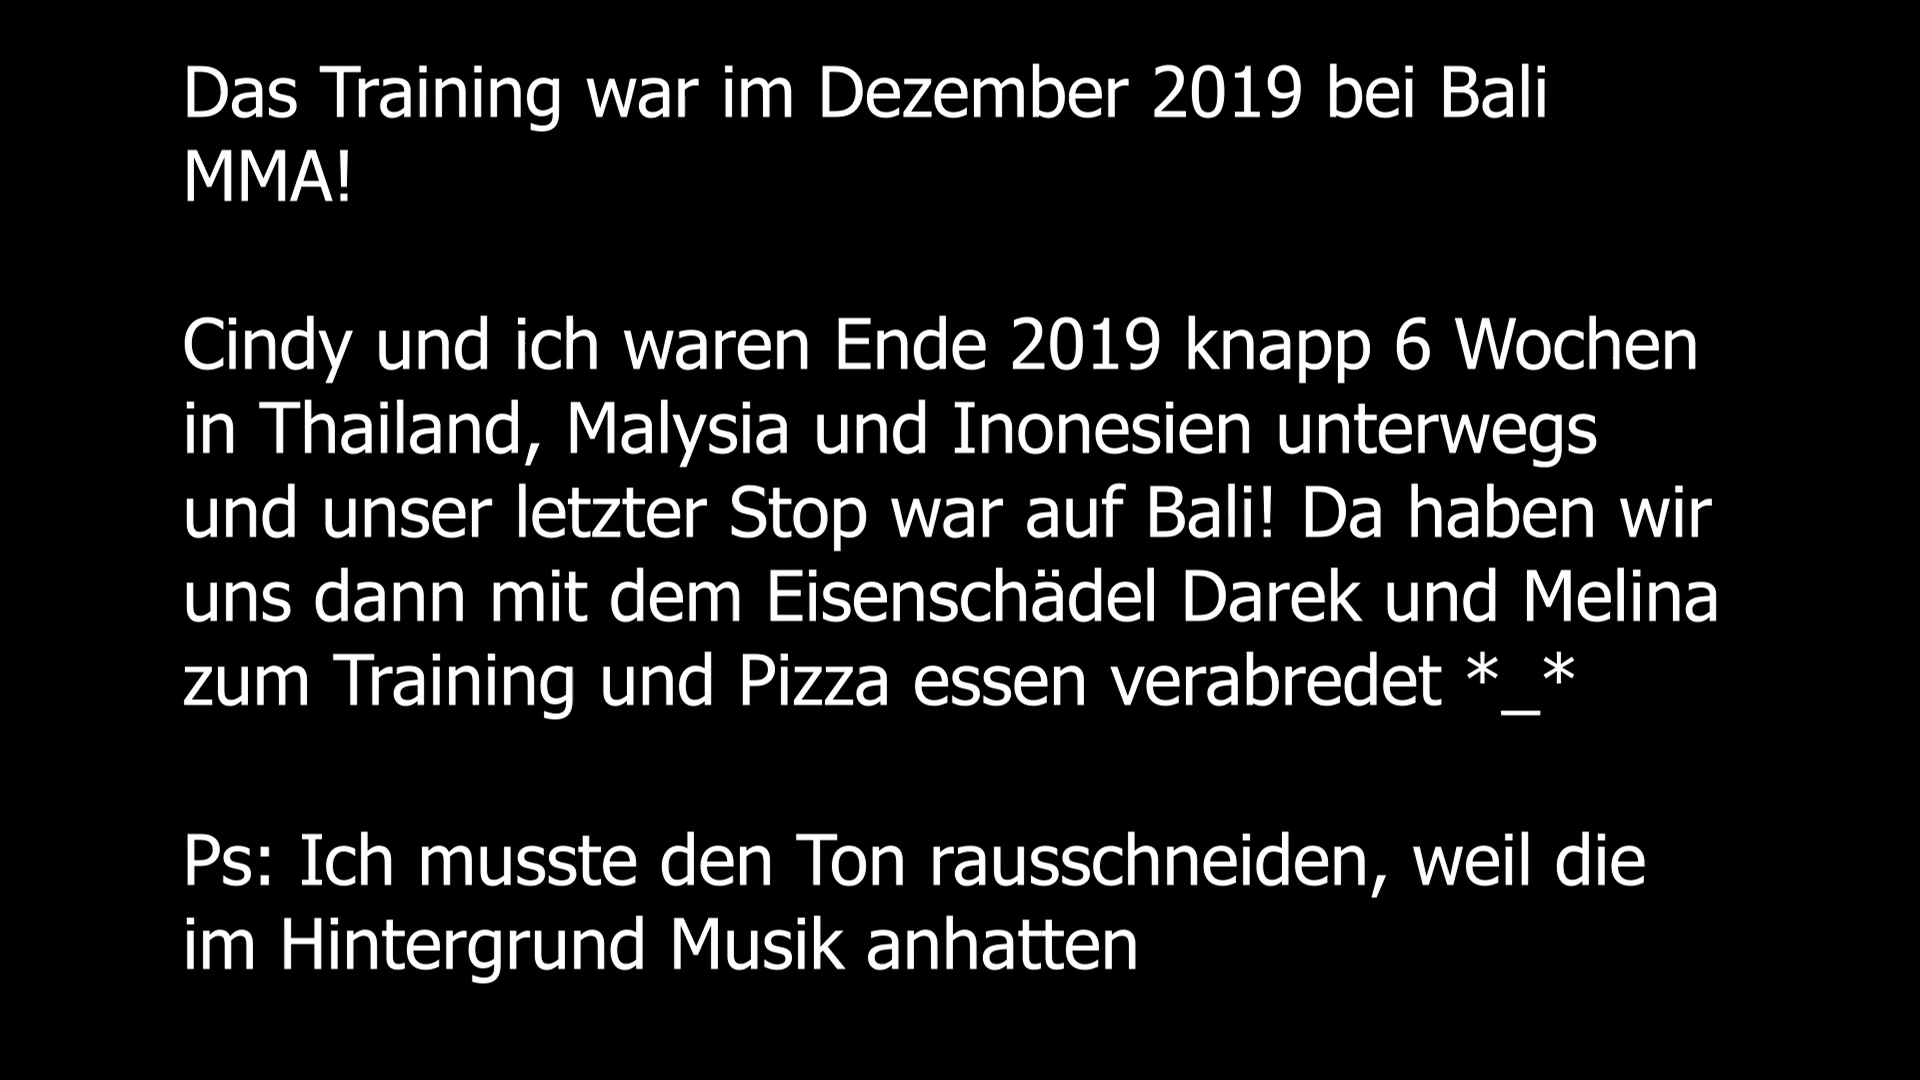 Das Training war im Dezember 2019 bei Bali
MMA!
Cindy und ich waren Ende 2019 knapp 6 Wochen
in Thailand, Malysia und Inonesien unterwegs
und unser letzter Stop war auf Bali! Da haben wir
uns dann mit dem Eisenschädel Darek und Melina
zum Training und Pizza essen verabredet *_*
Ps: Ich musste den Ton rausschneiden, weil die
im Hintergrund Musik anhatten